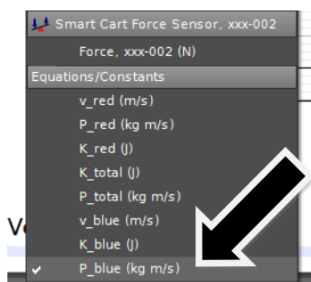 Smart Cart Force Sensor, xxx-002
Force, xxx-002 (N)
Equations/Constants
v_red (m/s)
P_red (kg m/s)
K_red (J)
K_total (J)
P_total (kg m/s)
v_blue (m/s)
K_blue (J)
✓ P_blue (kg m/s)